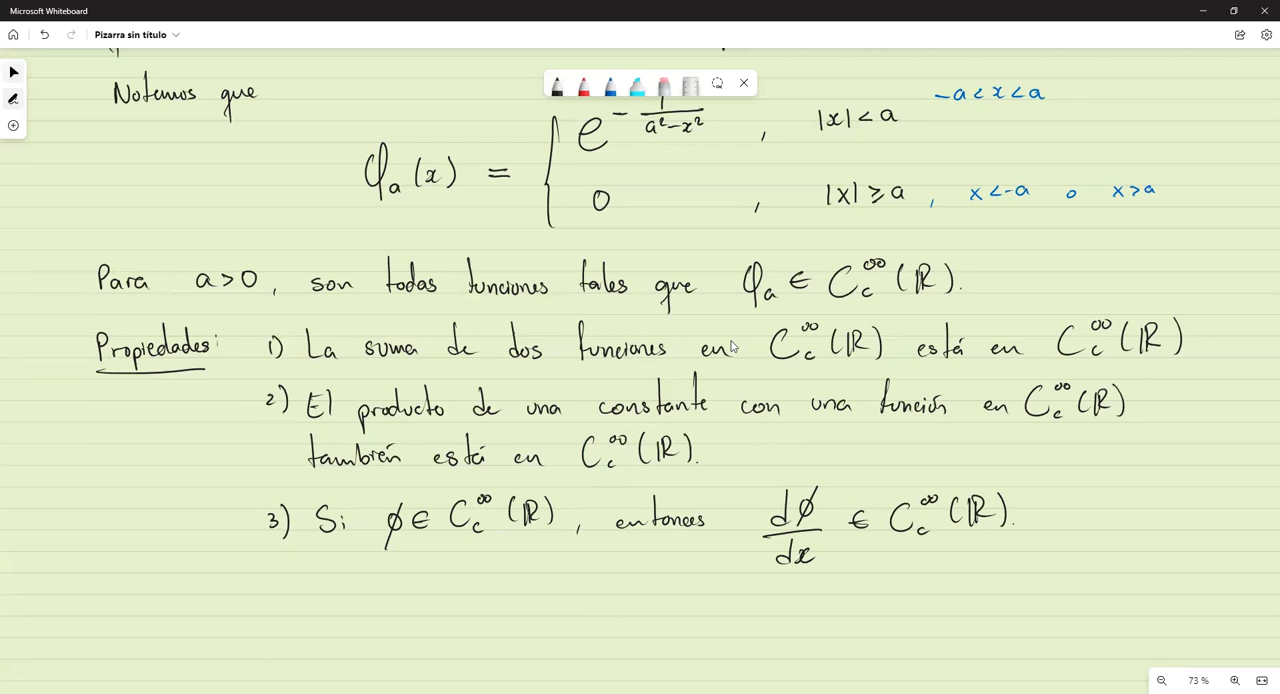 Microsoft Whiteboard
Pizarra sin título
Notemos que
-a < x < a
φₐ(x) = { e^{-1/(a²-x²)} , |x| < a
0 , |x| ≥ a , x < -a o x > a
Para a > 0, son todas funciones tales que φₐ ∈ C_c^∞(ℝ).
Propiedades: 1) La suma de dos funciones en C_c^∞(ℝ) está en C_c^∞(ℝ)
2) El producto de una constante con una función en C_c^∞(ℝ)
también está en C_c^∞(ℝ).
3) Si ϕ ∈ C_c^∞(ℝ), entonces dϕ/dx ∈ C_c^∞(ℝ).
73 %